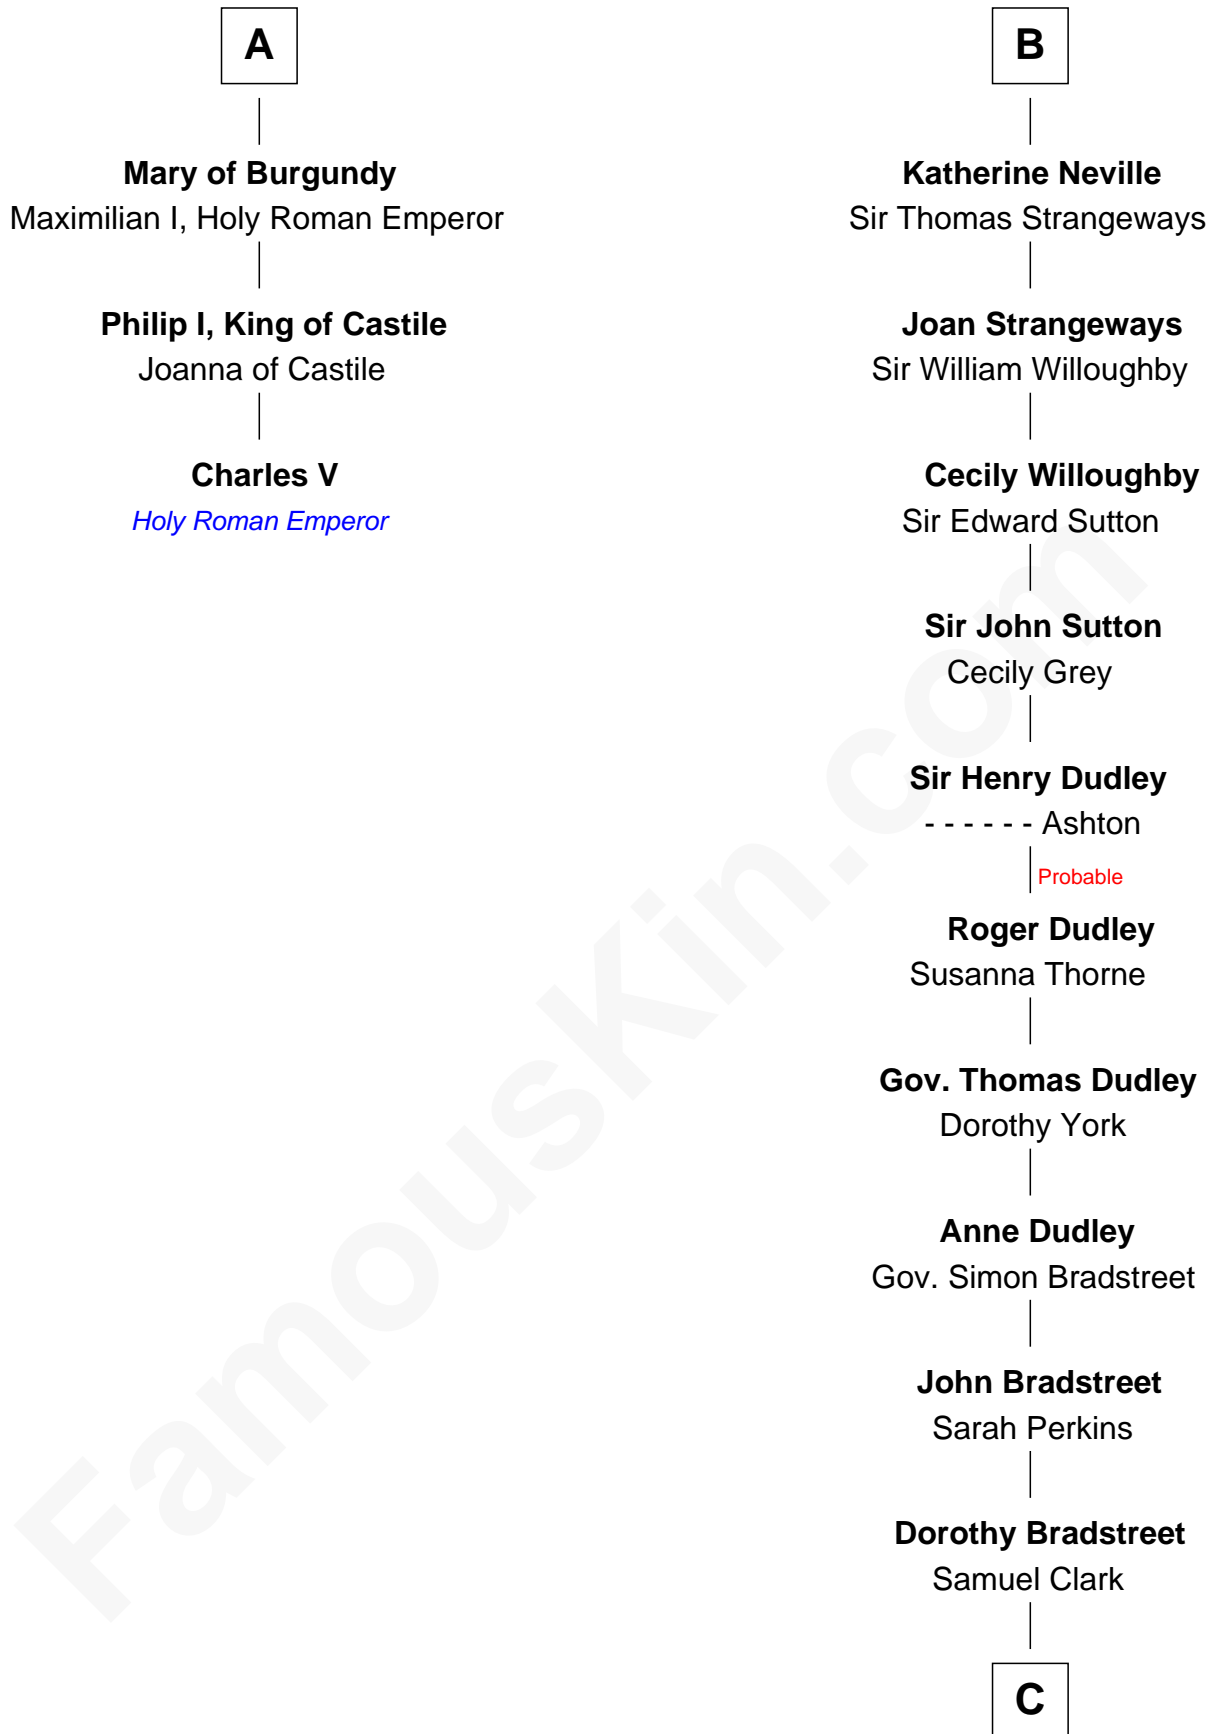 A
Mary of Burgundy
Maximilian I, Holy Roman Emperor
Philip I, King of Castile
Joanna of Castile
Charles V
Holy Roman Emperor
B
Katherine Neville
Sir Thomas Strangeways
Joan Strangeways
Sir William Willoughby
Cecily Willoughby
Sir Edward Sutton
Sir John Sutton
Cecily Grey
Sir Henry Dudley
- - - - - - Ashton
Probable
Roger Dudley
Susanna Thorne
Gov. Thomas Dudley
Dorothy York
Anne Dudley
Gov. Simon Bradstreet
John Bradstreet
Sarah Perkins
Dorothy Bradstreet
Samuel Clark
C
FamousKin.com